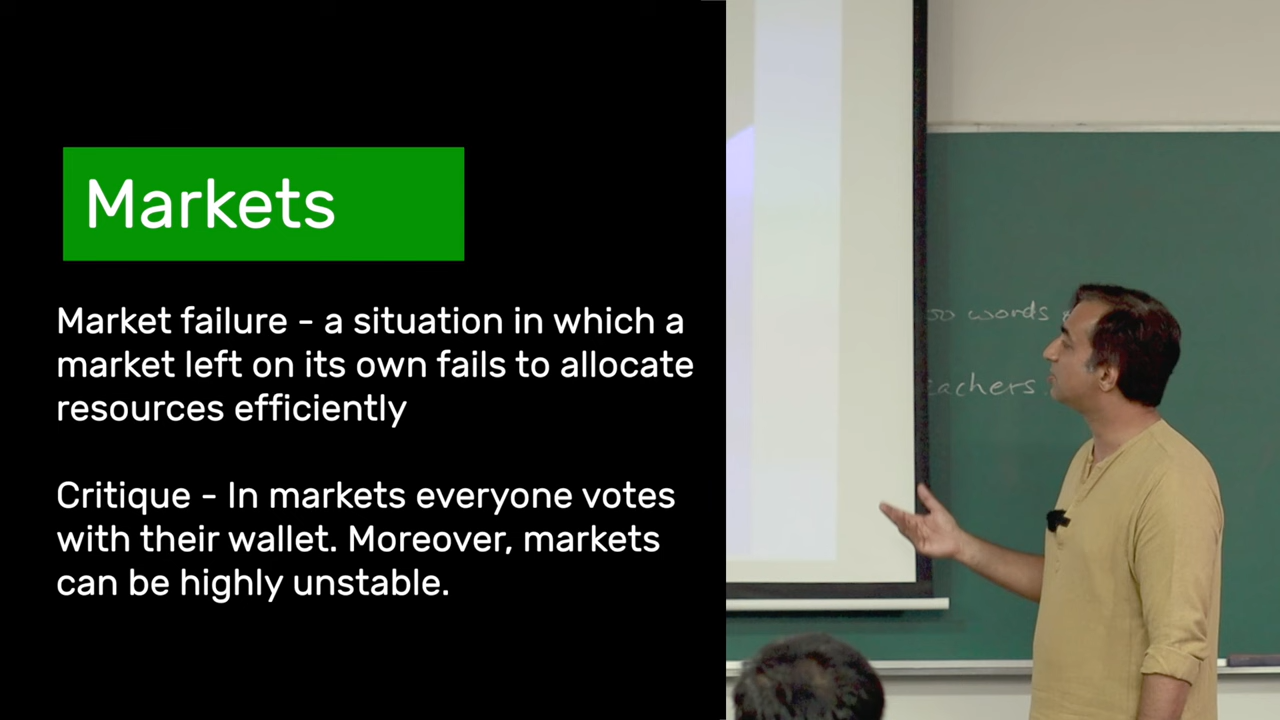 Markets
Market failure - a situation in which a
market left on its own fails to allocate
resources efficiently
Critique - In markets everyone votes
with their wallet. Moreover, markets
can be highly unstable.
words